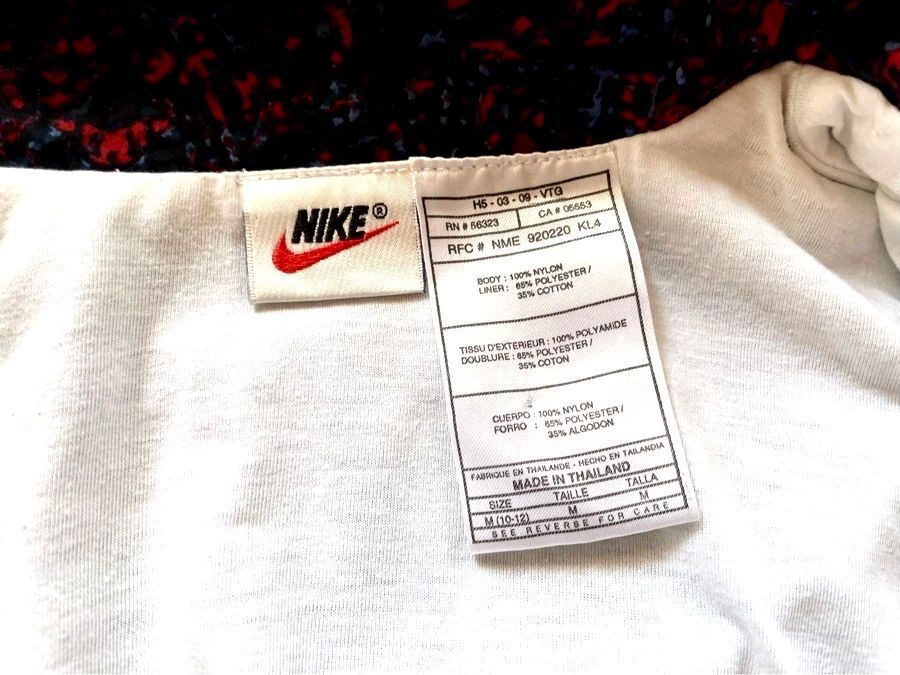 NIKE®
H5 - 03 - 09 - VTG
RN # 56323 CA # 05553
RFC # NME 920220 KL4
BODY : 100% NYLON
LINER : 65% POLYESTER /
35% COTTON
TISSU D'EXTERIEUR : 100% POLYAMIDE
DOUBLURE : 65% POLYESTER /
35% COTON
CUERPO : 100% NYLON
FORRO : 65% POLYESTER /
35% ALGODON
FABRIQUE EN THAILANDE - HECHO EN TAILANDIA
MADE IN THAILAND
SIZE TAILLE TALLA
M (10-12) M M
SEE REVERSE FOR CARE